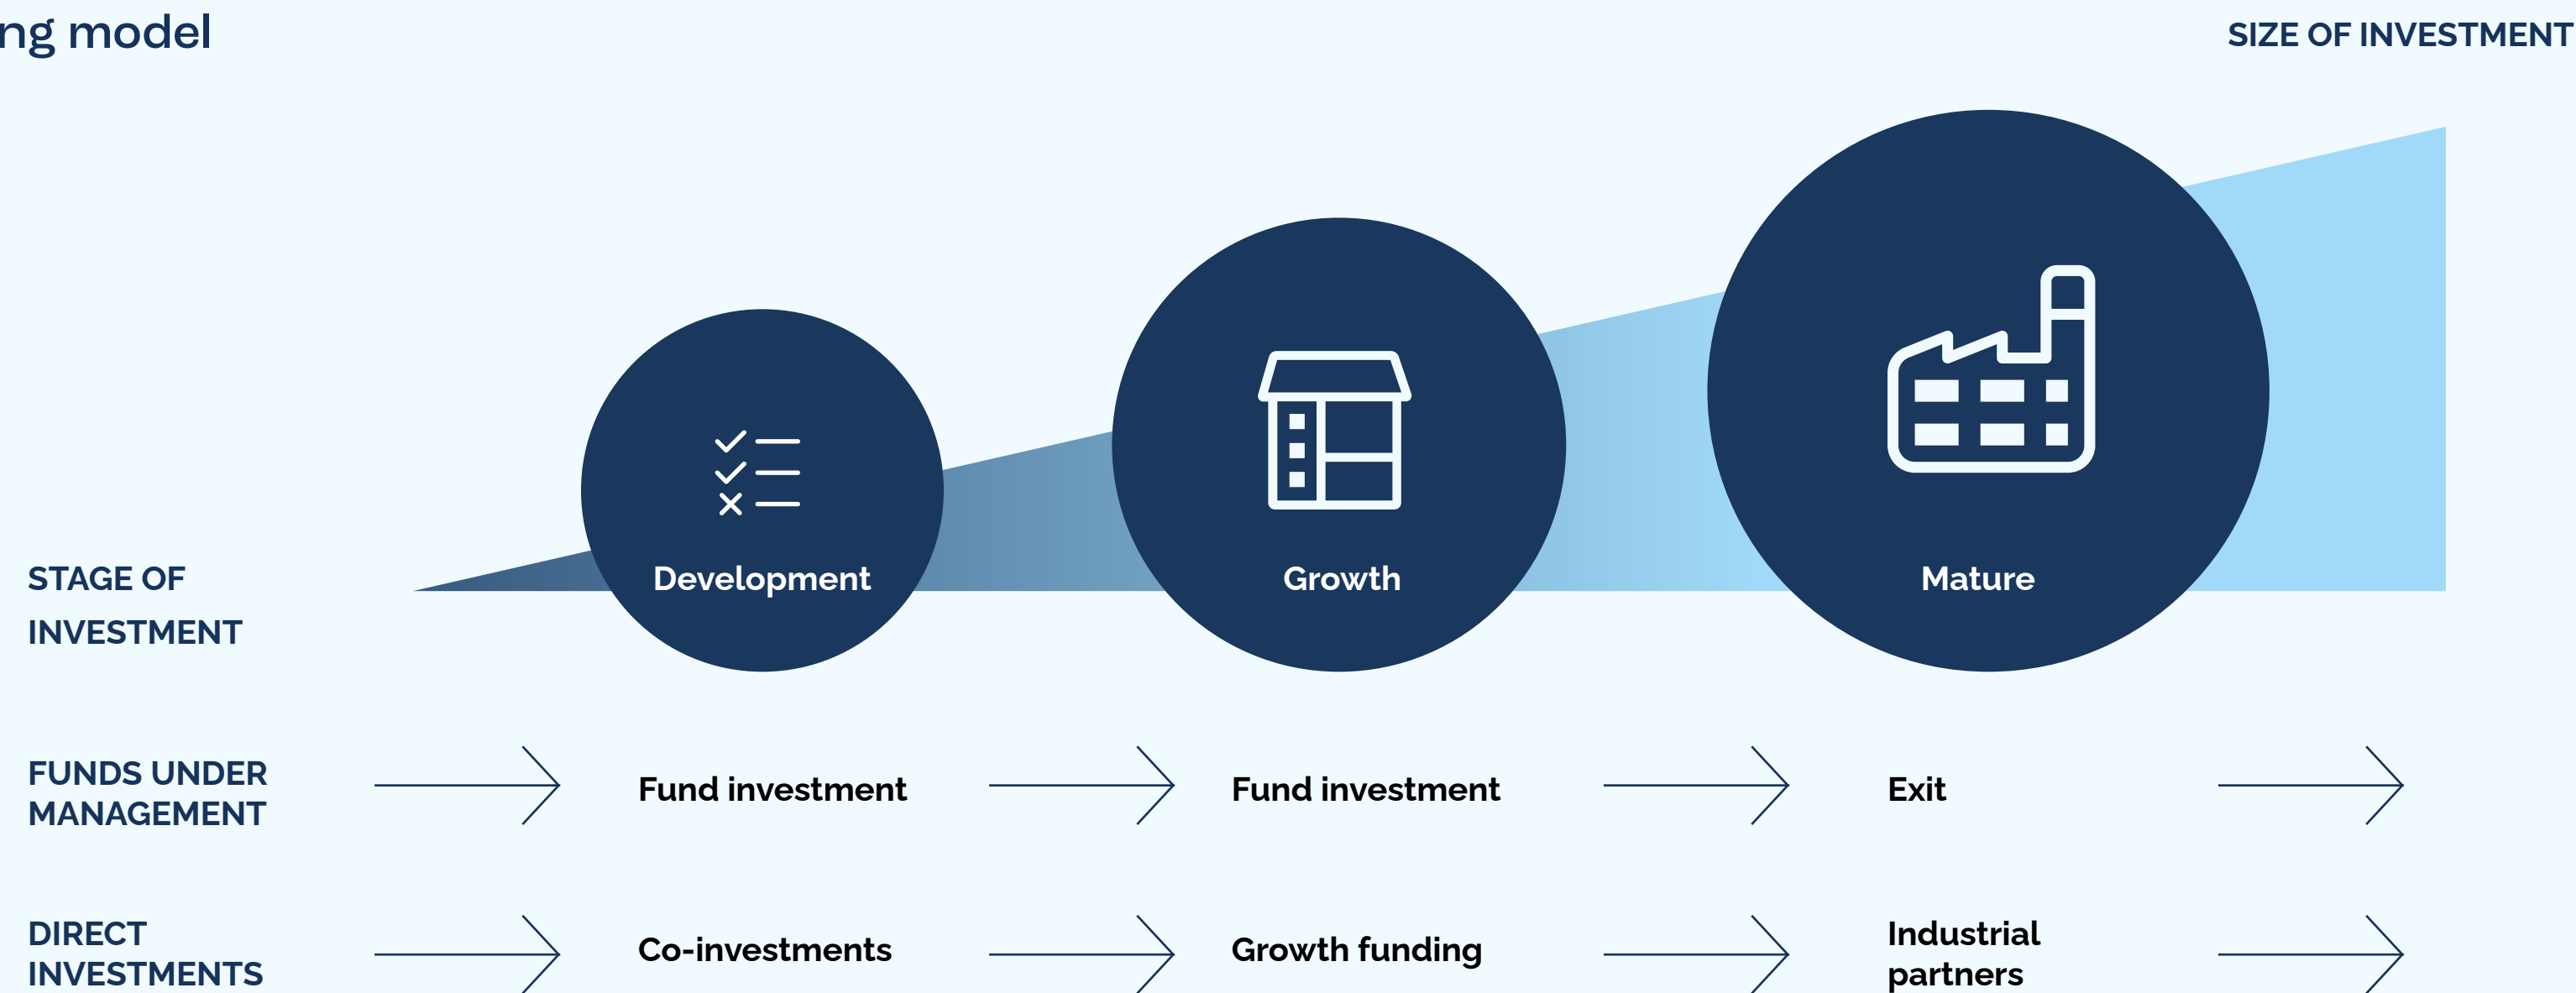 ng model
SIZE OF INVESTMENT
Development
Growth
Mature
STAGE OF
INVESTMENT
FUNDS UNDER
MANAGEMENT
Fund investment
Fund investment
Exit
DIRECT
INVESTMENTS
Co-investments
Growth funding
Industrial
partners